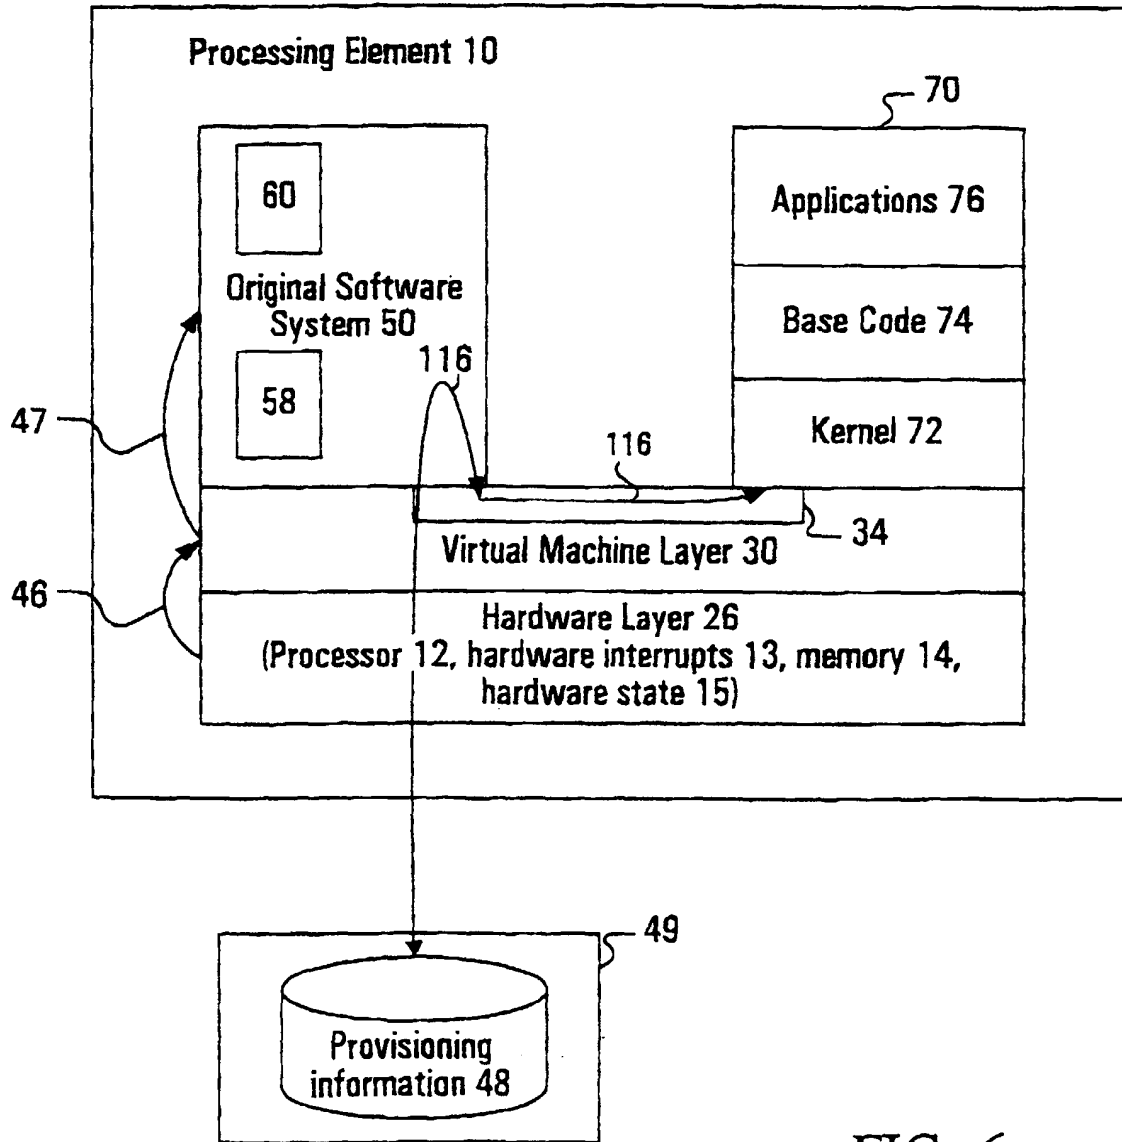 Processing Element 10
70
60
Original Software
System 50
116
58
47
Applications 76
Base Code 74
Kernel 72
116
34
Virtual Machine Layer 30
46
Hardware Layer 26
(Processor 12, hardware interrupts 13, memory 14,
hardware state 15)
49
Provisioning
information 48
FIG. 6